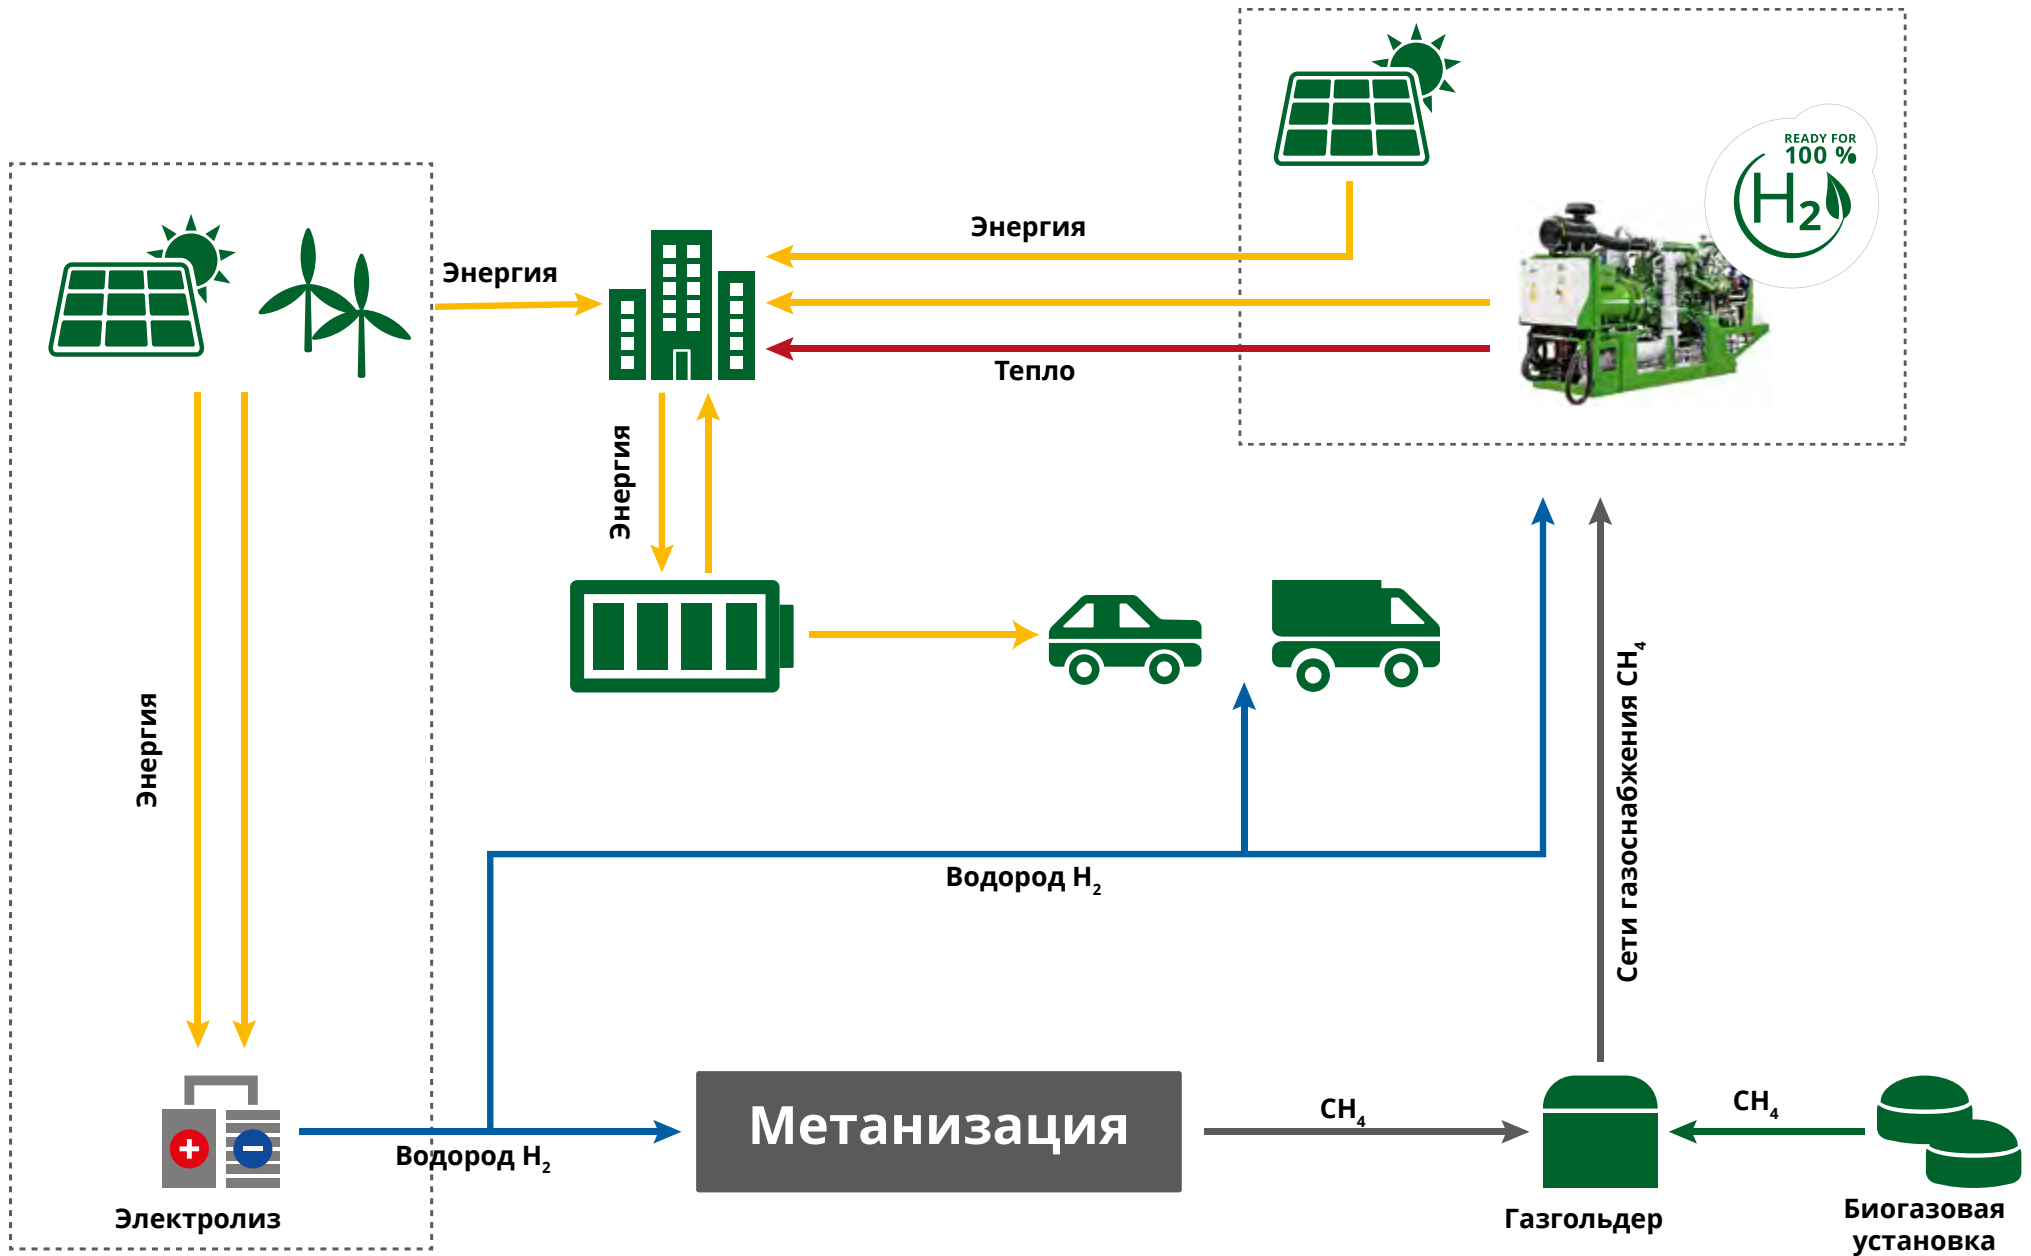 READY FOR
100 %
H2
Энергия
Энергия
Тепло
Энергия
Энергия
Сети газоснабжения CH4
Водород H2
Метанизация
CH4
CH4
Водород H2
Электролиз
Газгольдер
Биогазовая
установка